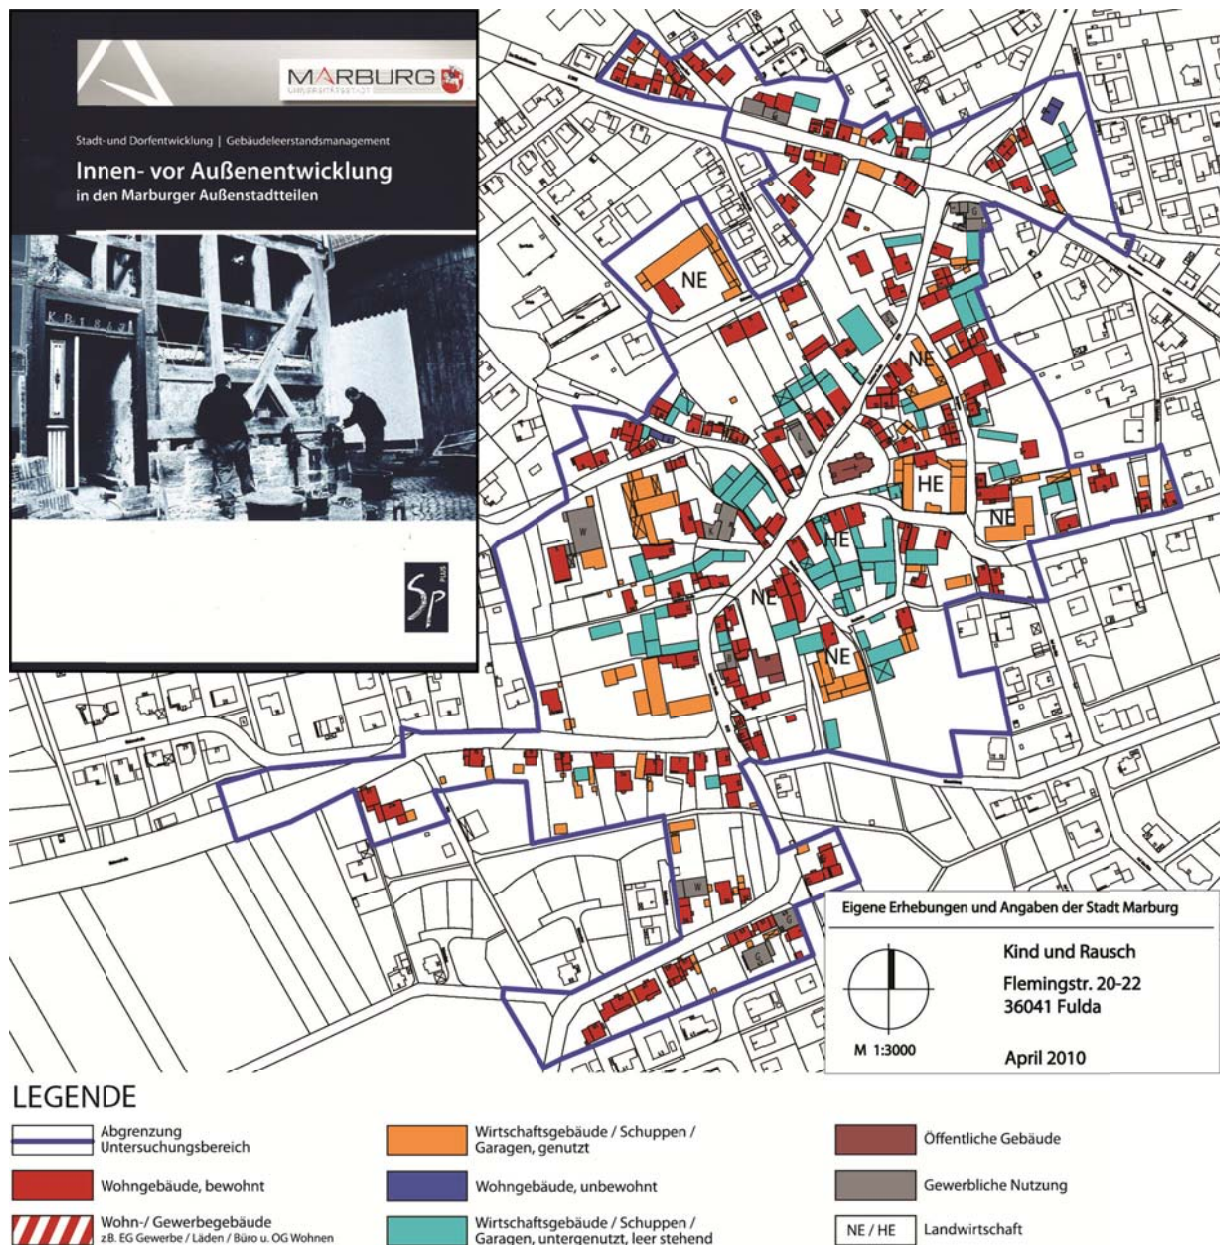 MARBURG
UNIVERSITÄTSSTADT
Stadt-und Dorfentwicklung | Gebäudeleerstandsmanagement
Innen- vor Außenentwicklung
in den Marburger Außenstadtteilen
Sp PLUS
NE
NE
HE
NE
HE
NE
NE
W
W
G
G
Eigene Erhebungen und Angaben der Stadt Marburg
Kind und Rausch
Flemingstr. 20-22
36041 Fulda
M 1:3000
April 2010
LEGENDE
Abgrenzung
Untersuchungsbereich
Wohngebäude, bewohnt
Wohn-/ Gewerbegebäude
zB. EG Gewerbe / Läden / Büro u. OG Wohnen
Wirtschaftsgebäude / Schuppen /
Garagen, genutzt
Wohngebäude, unbewohnt
Wirtschaftsgebäude / Schuppen /
Garagen, untergenutzt, leer stehend
Öffentliche Gebäude
Gewerbliche Nutzung
NE / HE
Landwirtschaft